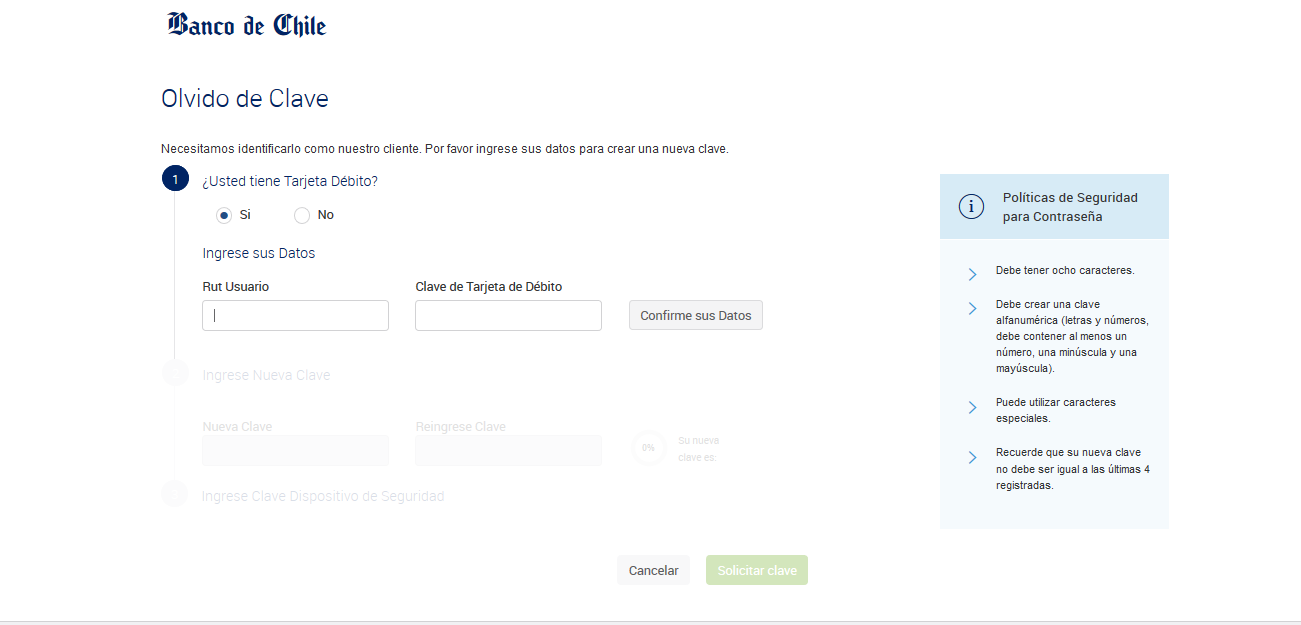 Banco de Chile
Olvido de Clave
Necesitamos identificarlo como nuestro cliente. Por favor ingrese sus datos para crear una nueva clave.
1
¿Usted tiene Tarjeta Débito?
Si
No
Ingrese sus Datos
Rut Usuario
Clave de Tarjeta de Débito
Confirme sus Datos
Ingrese Nueva Clave
Nueva Clave
Reingrese Clave
0%
Su nueva
clave es:
Ingrese Clave Dispositivo de Seguridad
Cancelar
Solicitar clave
i
Políticas de Seguridad
para Contraseña
Debe tener ocho caracteres.
Debe crear una clave
alfanumérica (letras y números,
debe contener al menos un
número, una minúscula y una
mayúscula).
Puede utilizar caracteres
especiales.
Recuerde que su nueva clave
no debe ser igual a las últimas 4
registradas.